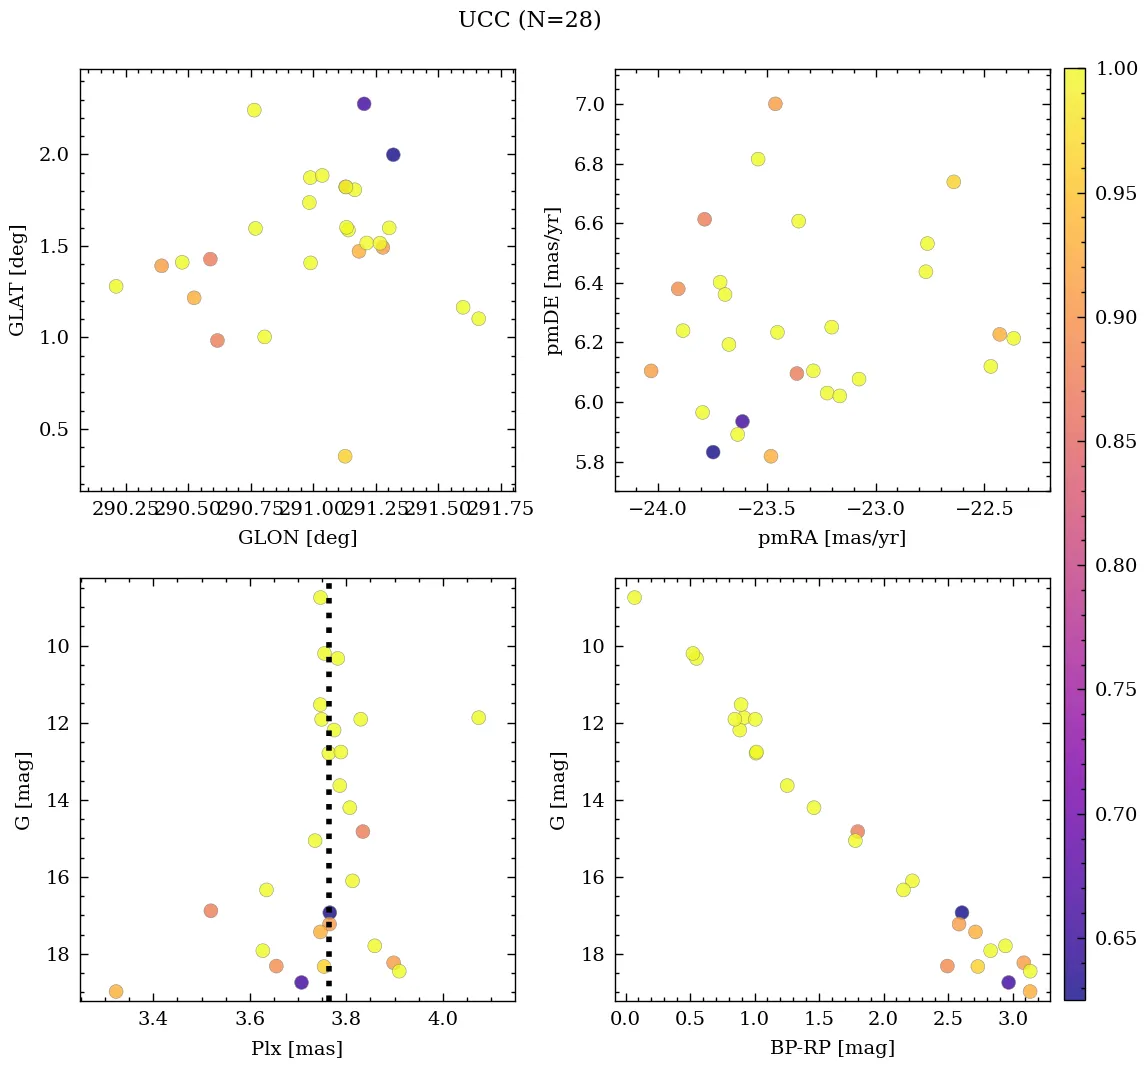 UCC (N=28)
2.0
1.5
1.0
0.5
GLAT [deg]
290.25 290.50 290.75 291.00 291.25 291.50 291.75
GLON [deg]
7.0
6.8
6.6
6.4
6.2
6.0
5.8
pmDE [mas/yr]
−24.0 −23.5 −23.0 −22.5
pmRA [mas/yr]
10
12
14
16
18
G [mag]
3.4 3.6 3.8 4.0
Plx [mas]
10
12
14
16
18
G [mag]
0.0 0.5 1.0 1.5 2.0 2.5 3.0
BP-RP [mag]
1.00
0.95
0.90
0.85
0.80
0.75
0.70
0.65